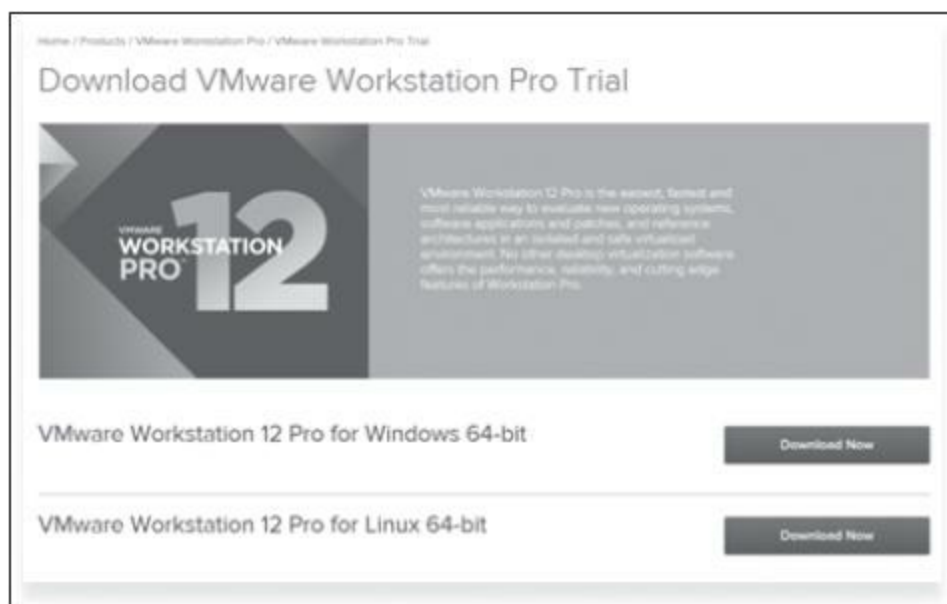 Home / Products / VMware Workstation Pro / VMware Workstation Pro Trial
Download VMware Workstation Pro Trial
VMWARE
WORKSTATION
PRO™
12
VMware Workstation 12 Pro is the easiest, fastest and
most reliable way to evaluate new operating systems,
software applications and patches, and reference
architectures in an isolated and safe virtualized
environment. No other desktop virtualization software
offers the performance, reliability, and cutting edge
features of Workstation Pro.
VMware Workstation 12 Pro for Windows 64-bit
Download Now
VMware Workstation 12 Pro for Linux 64-bit
Download Now